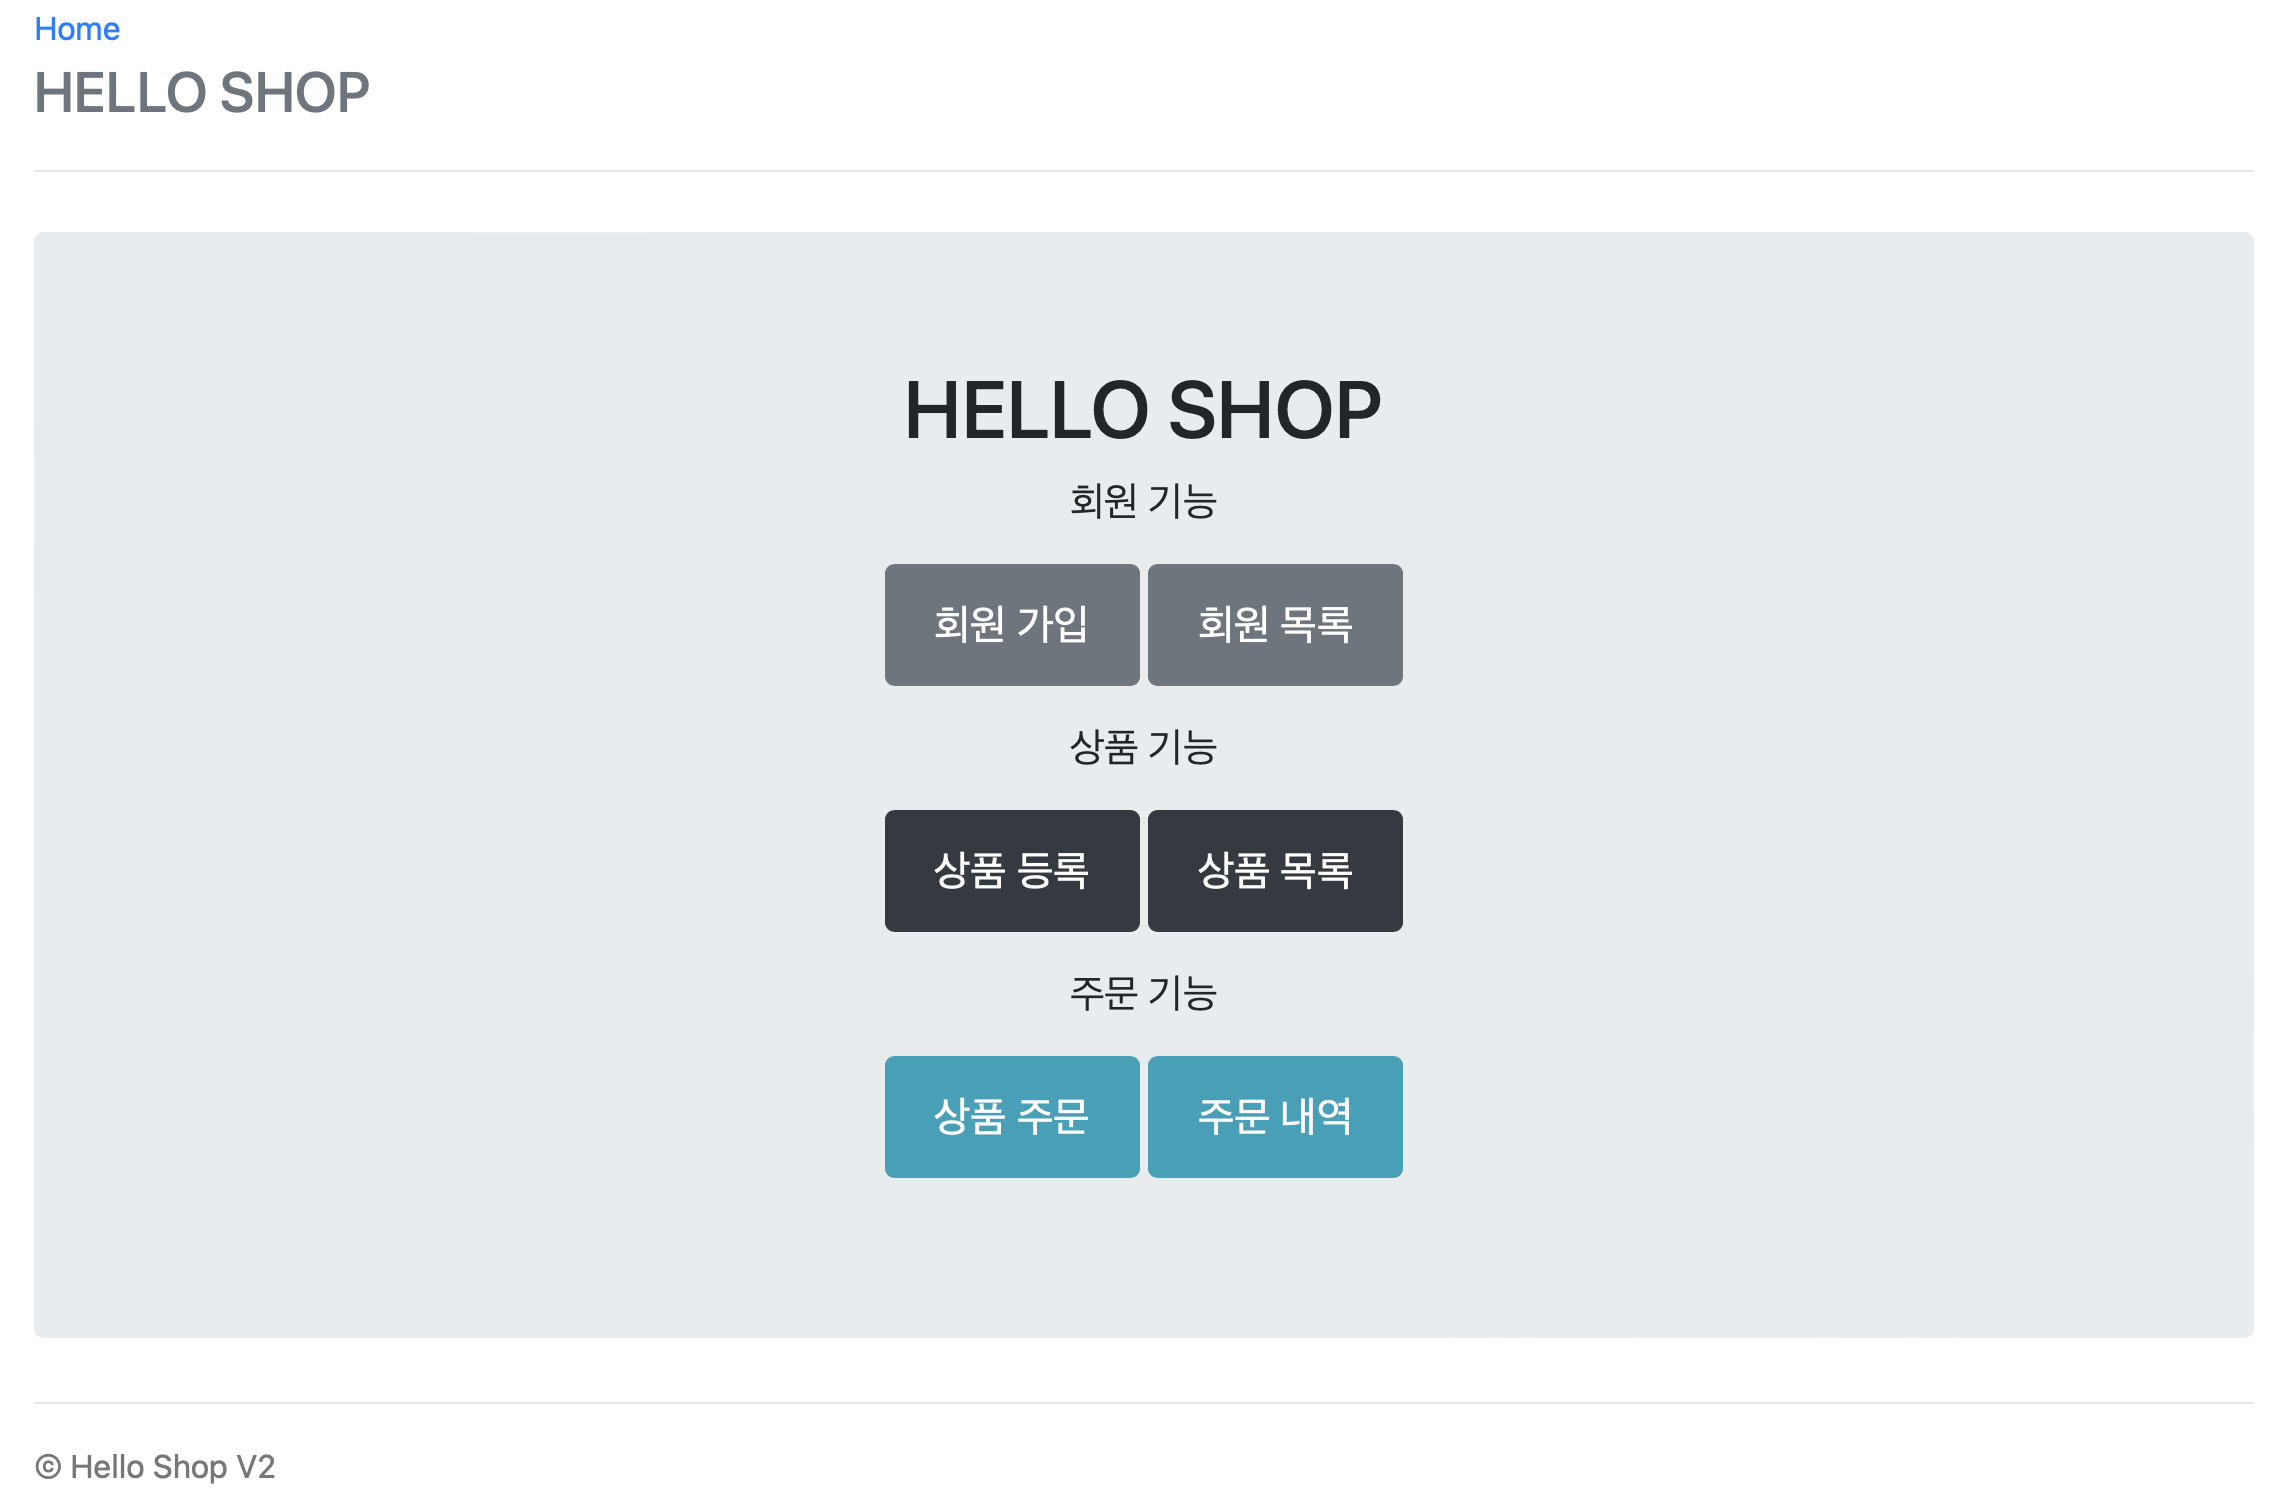 Home
HELLO SHOP
HELLO SHOP
회원 기능
회원 가입 회원 목록
상품 기능
상품 등록 상품 목록
주문 기능
상품 주문 주문 내역
© Hello Shop V2